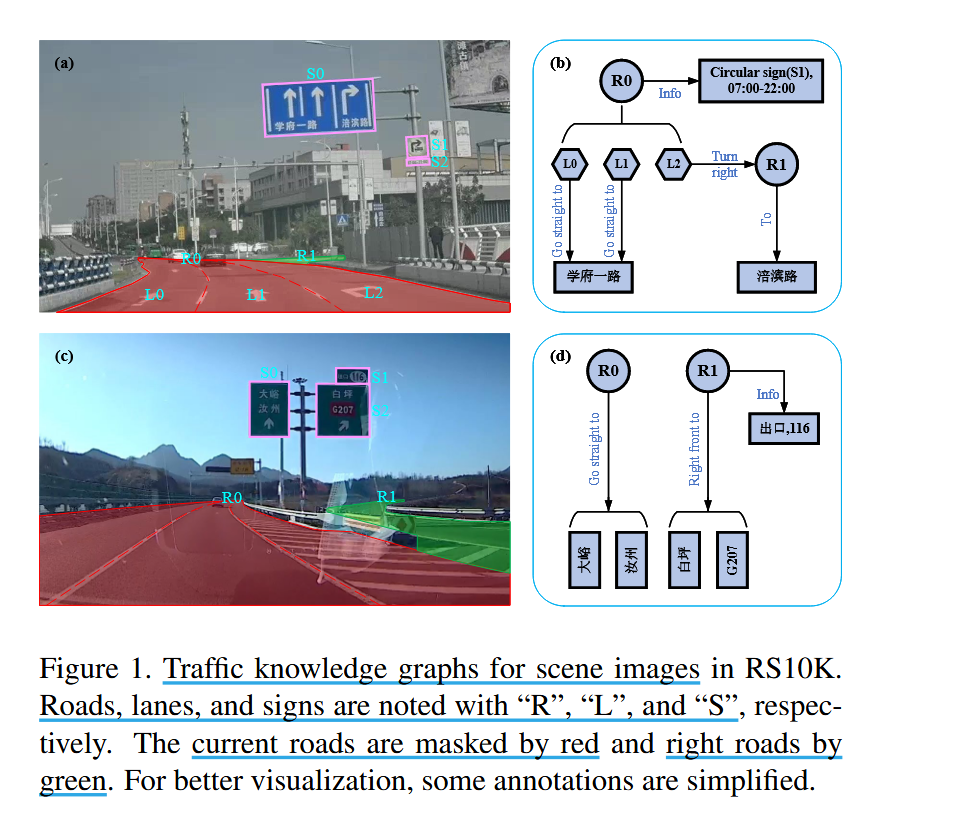 (a)
S0
学府一路
涪滨路
S1
S2
R0
R1
L0
L1
L2
(b)
R0
Info
Circular sign(S1),
07:00-22:00
L0
L1
L2
Turn
right
R1
Go straight to
Go straight to
To
学府一路
涪滨路
(c)
S0
S1
116
大峪
汝州
白坪
G207
R0
R1
(d)
R0
R1
Info
出口,116
Go straight to
Right front to
大峪
汝州
白坪
G207
Figure 1. Traffic knowledge graphs for scene images in RS10K.
Roads, lanes, and signs are noted with “R”, “L”, and “S”, respec-
tively. The current roads are masked by red and right roads by
green. For better visualization, some annotations are simplified.